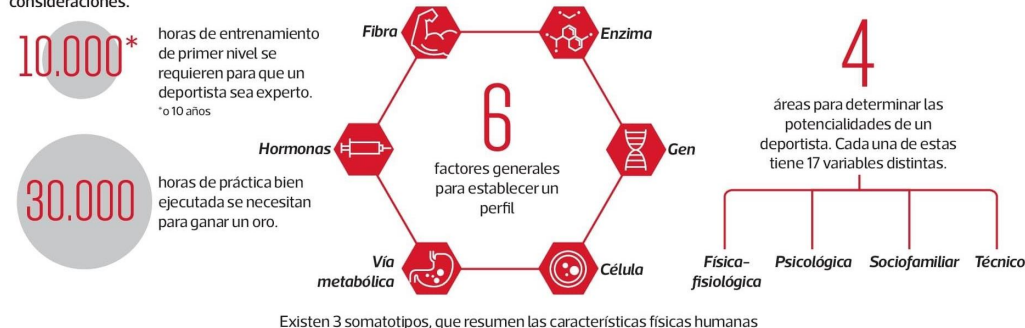 consideraciones.
10.000*
horas de entrenamiento
de primer nivel se
requieren para que un
deportista sea experto.
*o 10 años
30.000
horas de práctica bien
ejecutada se necesitan
para ganar un oro.
Fibra
Enzima
Hormonas
Gen
Vía
metabólica
Célula
6
factores generales
para establecer un
perfil
4
áreas para determinar las
potencialidades de un
deportista. Cada una de estas
tiene 17 variables distintas.
Física-
fisiológica
Psicológica
Sociofamiliar
Técnico
Existen 3 somatotipos, que resumen las características físicas humanas